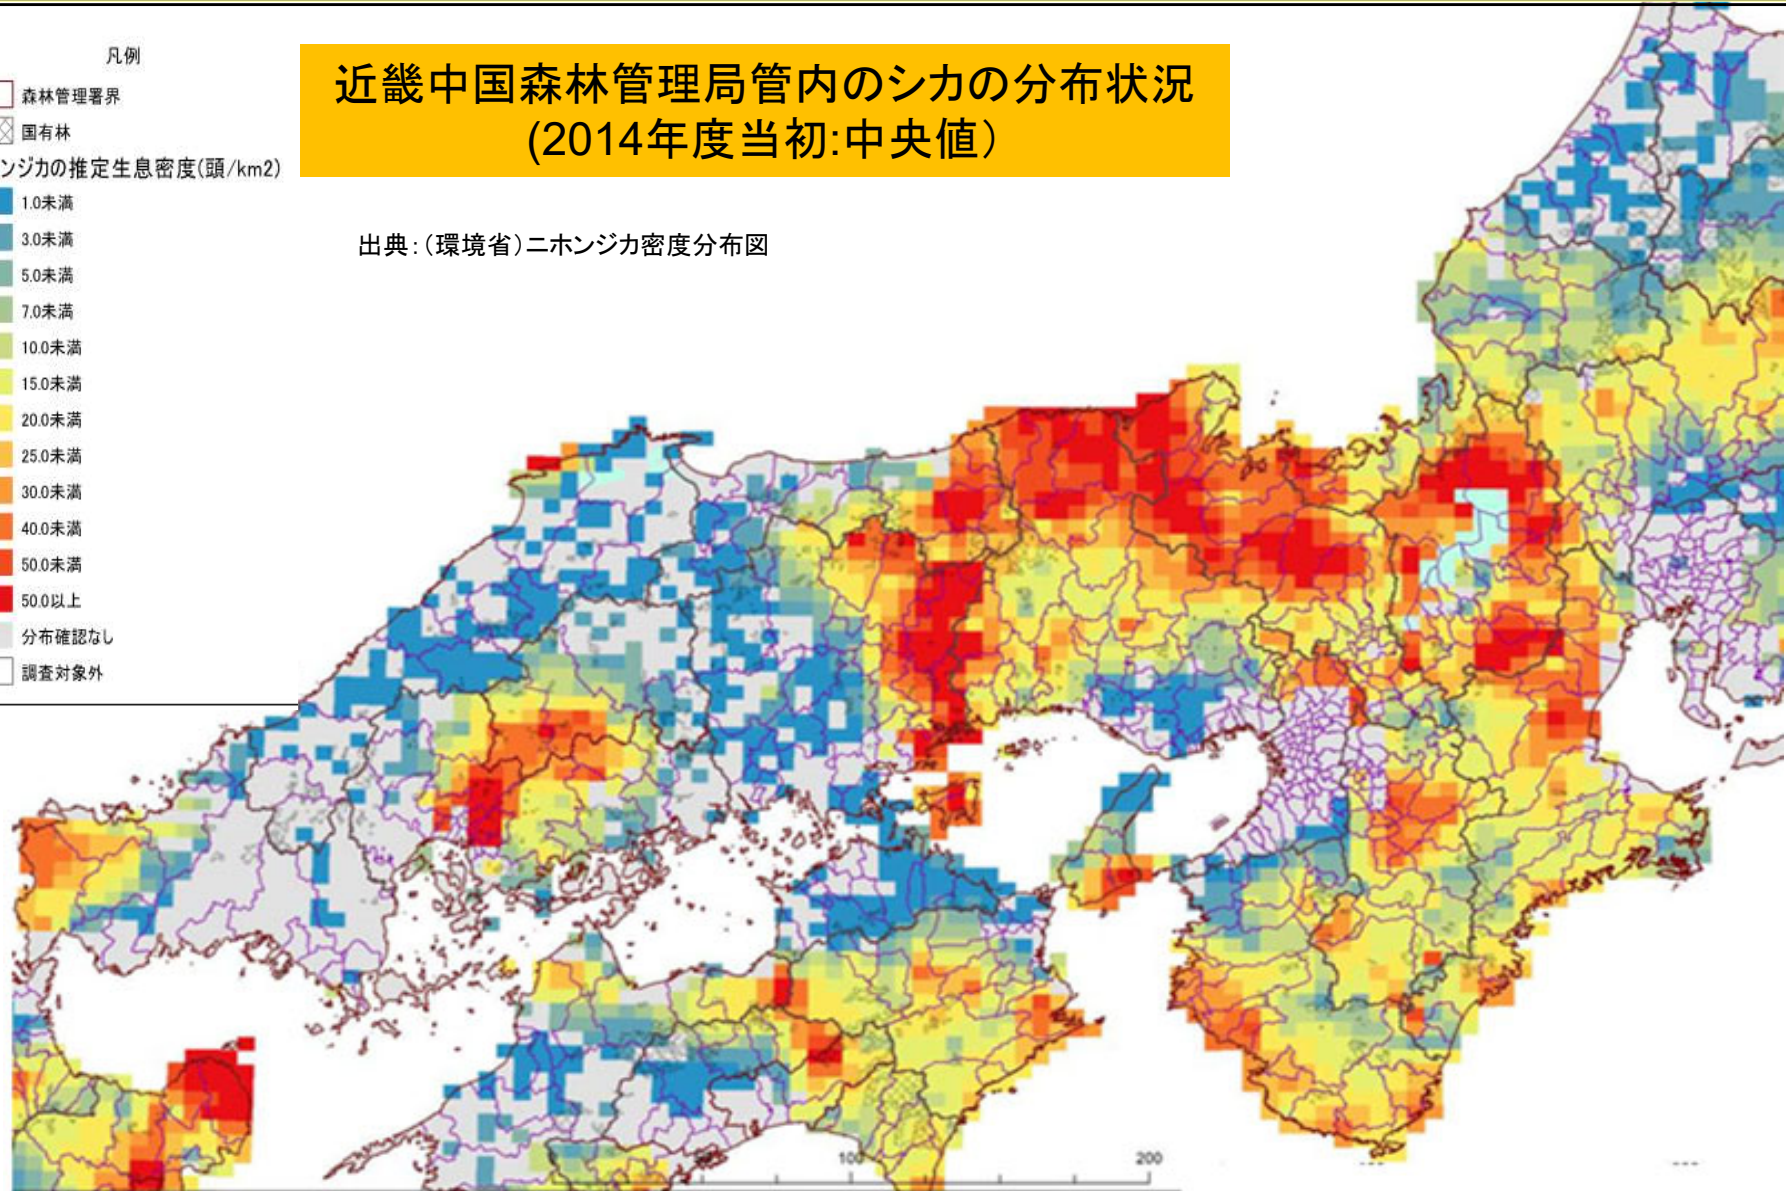 凡例
森林管理署界
国有林
ンジカの推定生息密度(頭/km2)
1.0未満
3.0未満
5.0未満
7.0未満
10.0未満
15.0未満
20.0未満
25.0未満
30.0未満
40.0未満
50.0未満
50.0以上
分布確認なし
調査対象外
近畿中国森林管理局管内のシカの分布状況
(2014年度当初:中央値）
出典：（環境省）ニホンジカ密度分布図
100
200